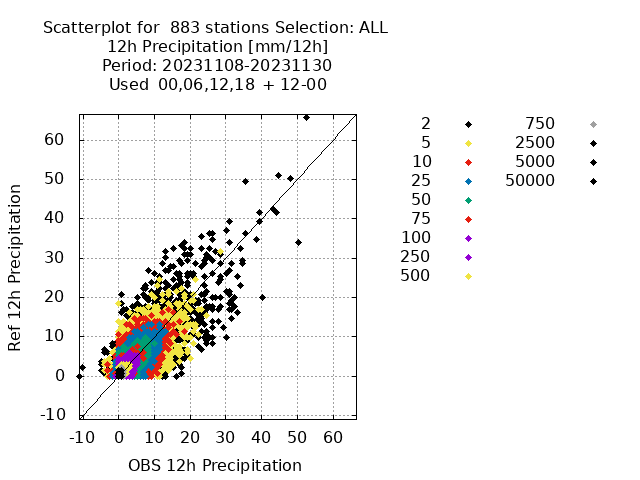 Scatterplot for  883 stations Selection: ALL
12h Precipitation [mm/12h]
Period: 20231108-20231130
Used  00,06,12,18  + 12-00
2 750
5 2500
10 5000
25 50000
50
75
100
250
500
Ref 12h Precipitation
60
50
40
30
20
10
0
-10
-10 0 10 20 30 40 50 60
OBS 12h Precipitation